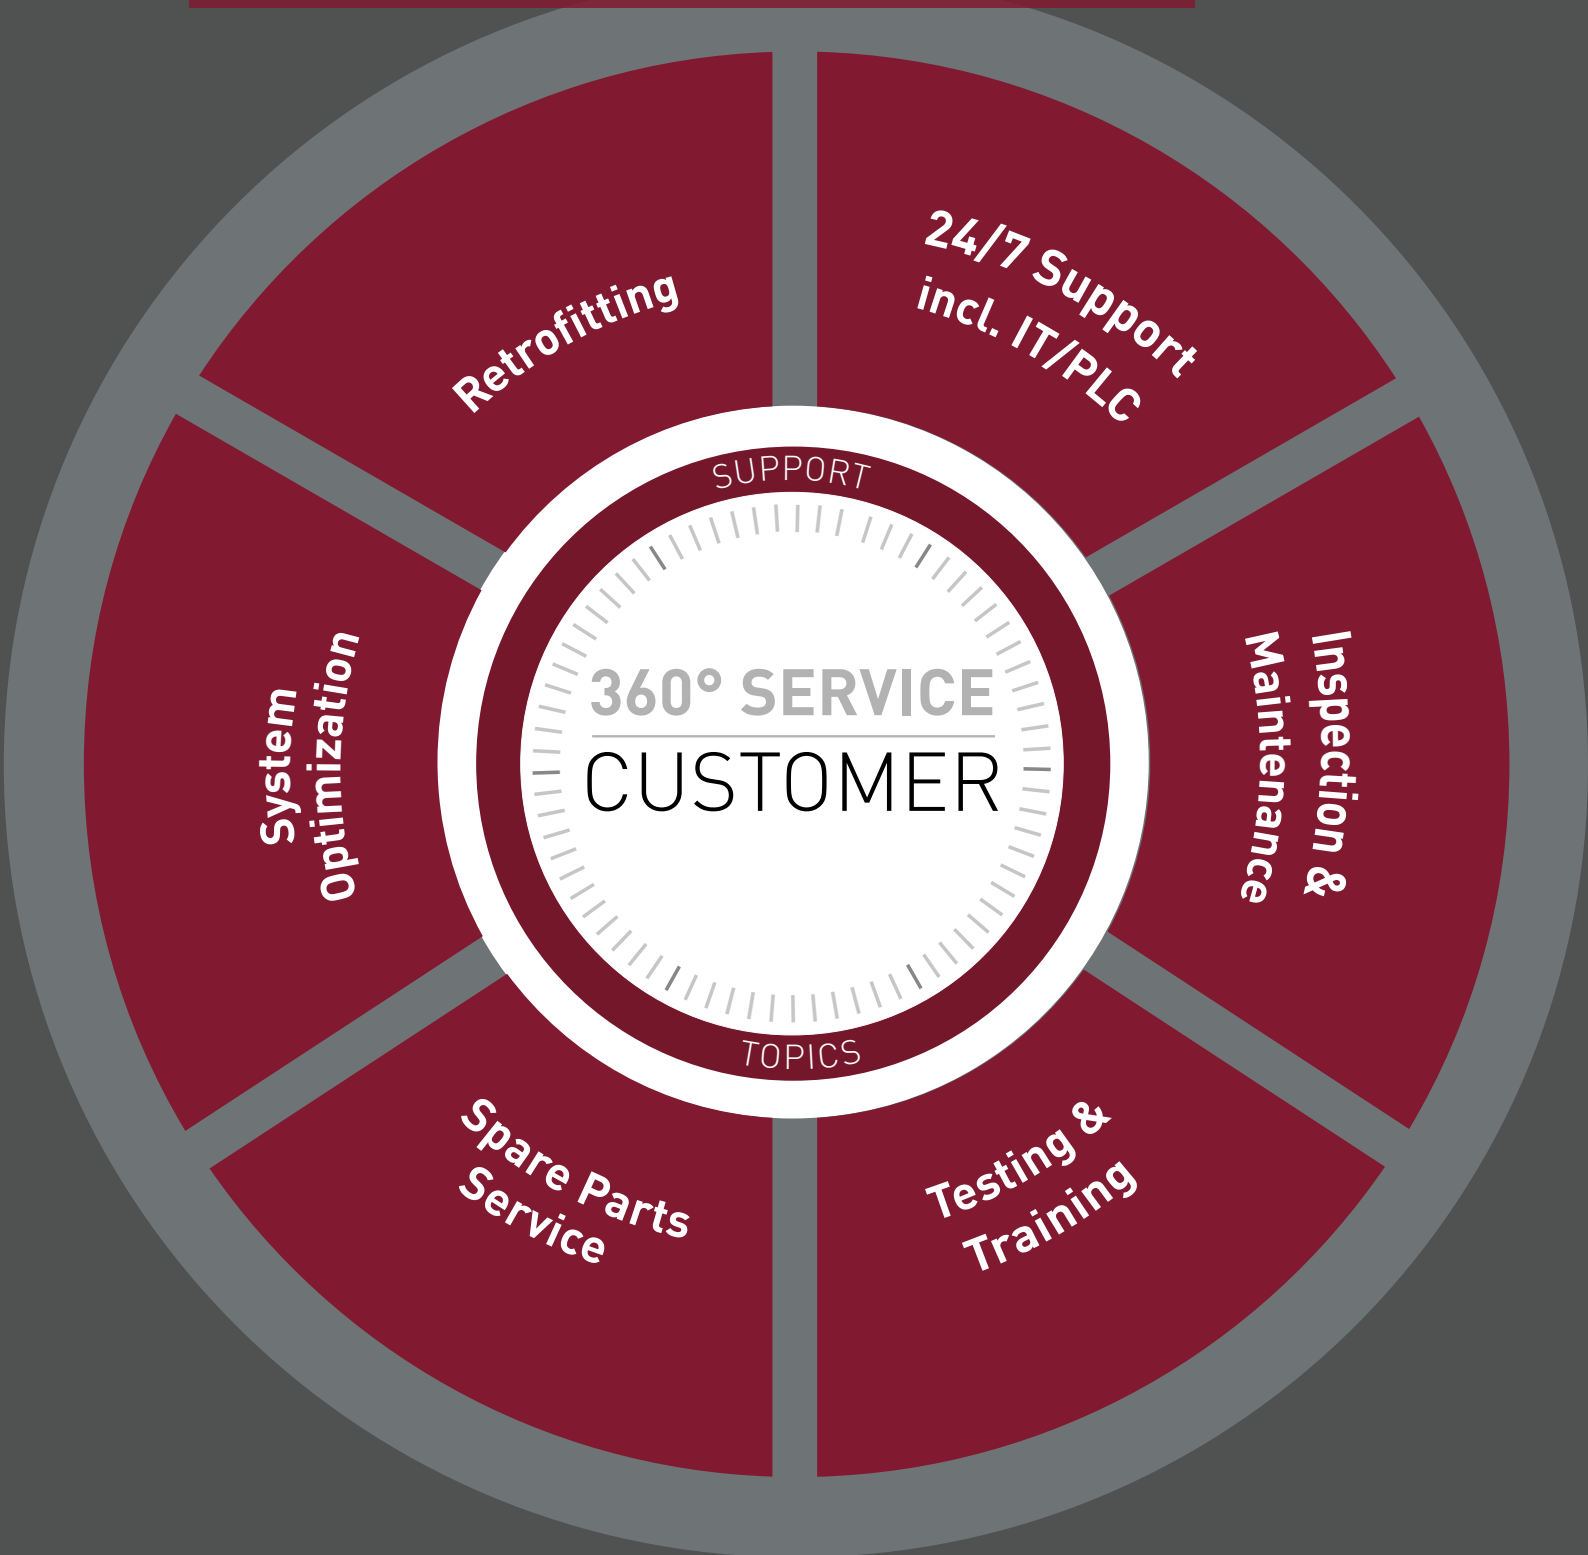 Retrofitting
24/7 Support
incl. IT/PLC
Inspection &
Maintenance
Testing &
Training
Spare Parts
Service
System
Optimization
SUPPORT
360° SERVICE
CUSTOMER
TOPICS